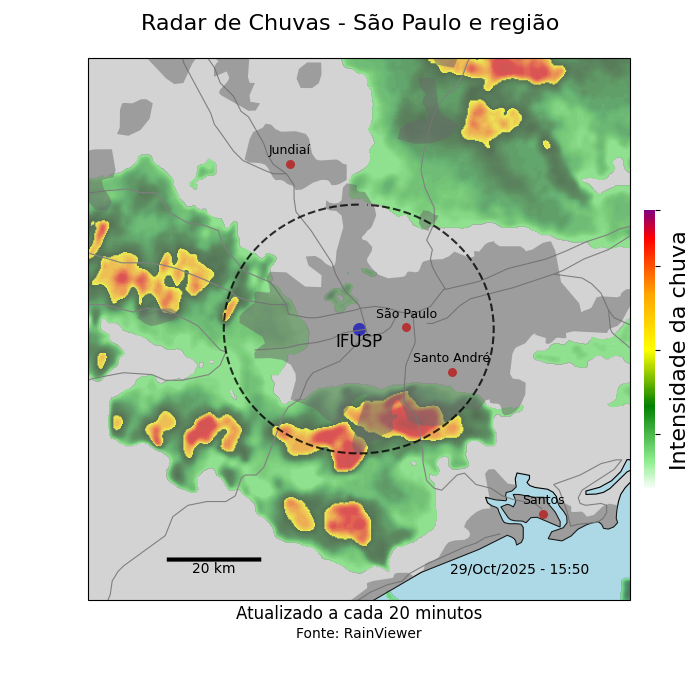 Radar de Chuvas - São Paulo e região
Jundiaí
São Paulo
IFUSP
Santo André
Santos
20 km
29/Oct/2025 - 15:50
Intensidade da chuva
Atualizado a cada 20 minutos
Fonte: RainViewer